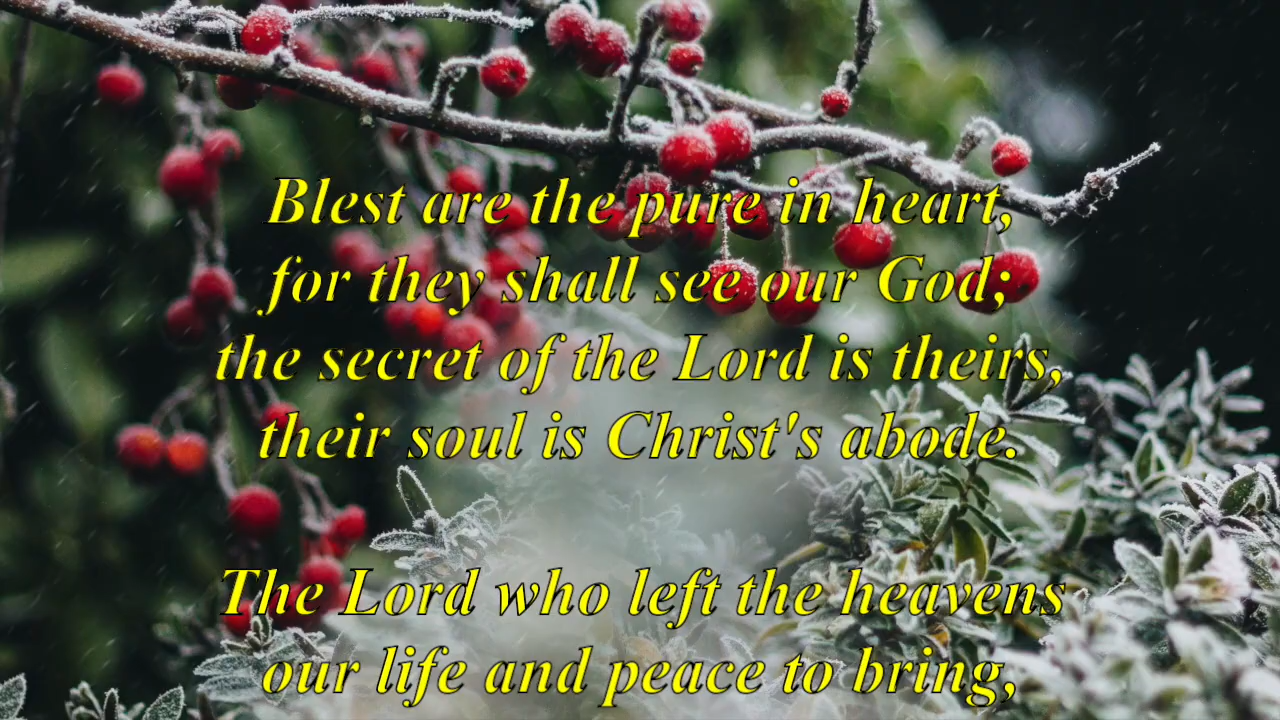 Blest are the pure in heart,
for they shall see our God;
the secret of the Lord is theirs,
their soul is Christ's abode.
The Lord who left the heavens
our life and peace to bring,